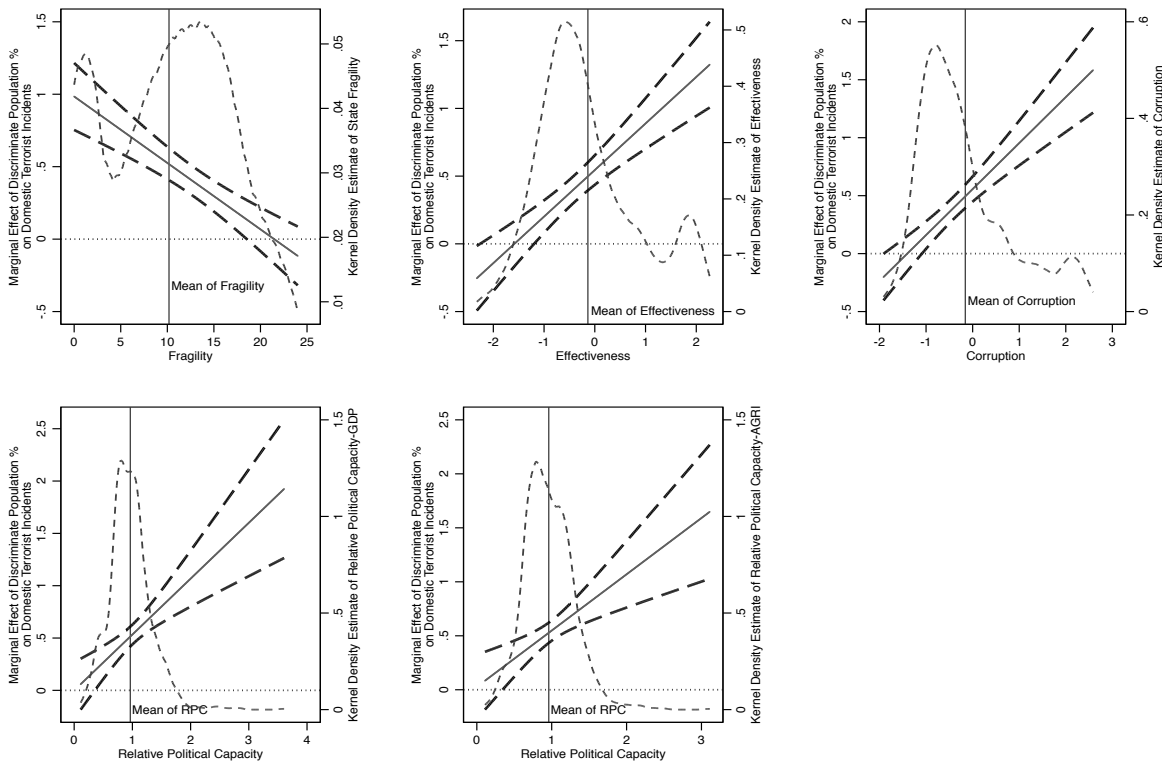 Marginal Effect of Discriminate Population %
on Domestic Terrorist Incidents
-.5 0 .5 1 1.5
Mean of Fragility
.01 .02 .03 .04 .05
Kernel Density Estimate of State Fragility
0 5 10 15 20 25
Fragility
Marginal Effect of Discriminate Population %
on Domestic Terrorist Incidents
-.5 0 .5 1 1.5
Mean of Effectiveness
0 .1 .2 .3 .4 .5
Kernel Density Estimate of Effectiveness
-2 -1 0 1 2
Effectiveness
Marginal Effect of Discriminate Population %
on Domestic Terrorist Incidents
-.5 0 .5 1 1.5 2
Mean of Corruption
0 .2 .4 .6
Kernel Density Estimate of Corruption
-2 -1 0 1 2 3
Corruption
Marginal Effect of Discriminate Population %
on Domestic Terrorist Incidents
0 .5 1 1.5 2 2.5
Mean of RPC
0 .5 1 1.5
Kernel Density Estimate of Relative Political Capacity-GDP
0 1 2 3 4
Relative Political Capacity
Marginal Effect of Discriminate Population %
on Domestic Terrorist Incidents
0 .5 1 1.5 2 2.5
Mean of RPC
0 .5 1 1.5
Kernel Density Estimate of Relative Political Capacity-AGRI
0 1 2 3
Relative Political Capacity